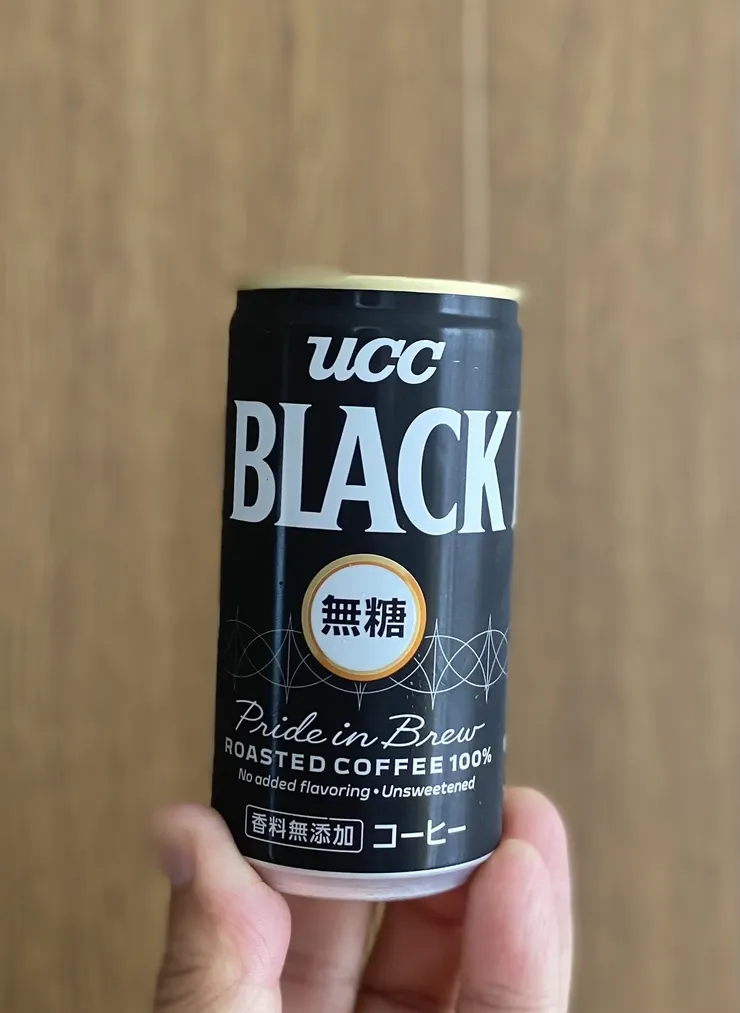 UCC
BLACK
無糖
Pride in Brew
ROASTED COFFEE 100%
No added flavoring • Unsweetened
香料無添加 コーヒー